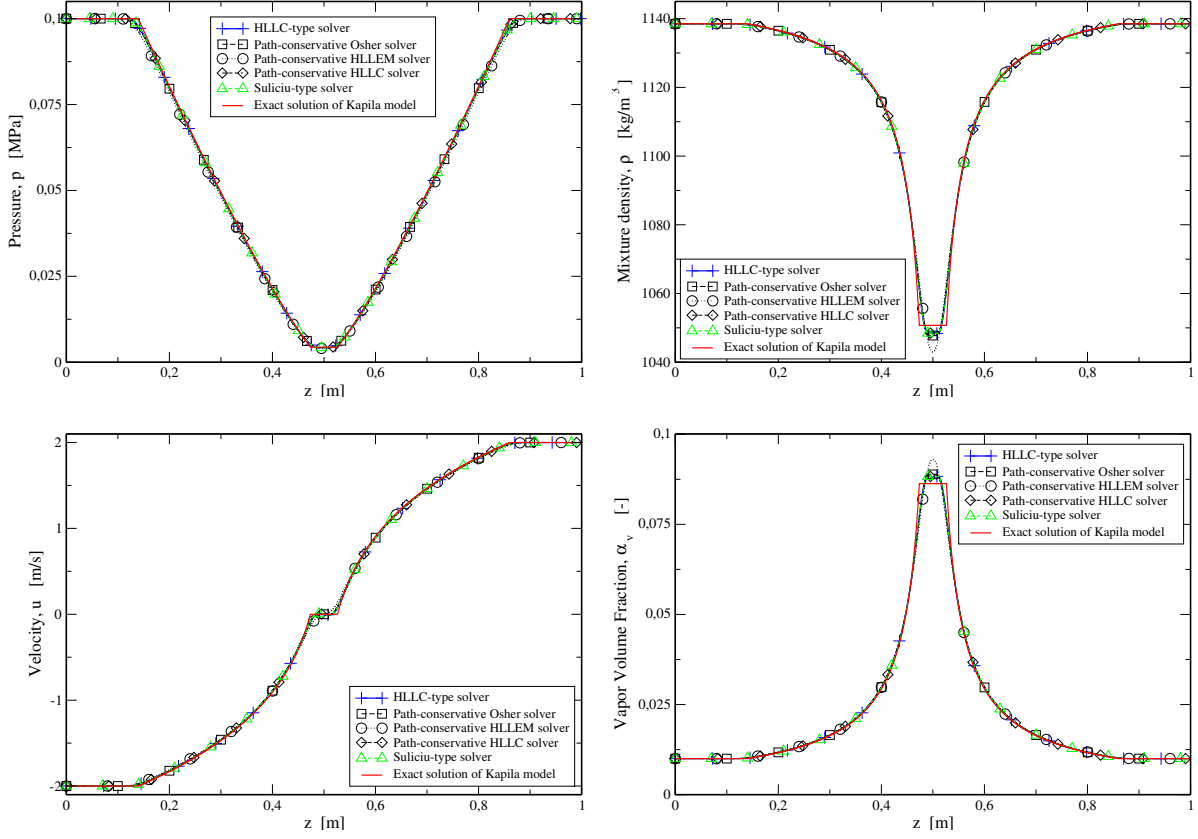 0,1
0,075
0,05
0,025
0
Pressure, p [MPa]
HLLC-type solver
Path-conservative Osher solver
Path-conservative HLLEM solver
Path-conservative HLLC solver
Suliciu-type solver
Exact solution of Kapila model
0 0,2 0,4 0,6 0,8 1
z [m]
1140
1120
1100
1080
1060
1040
Mixture density, ρ [kg/m³]
HLLC-type solver
Path-conservative Osher solver
Path-conservative HLLEM solver
Path-conservative HLLC solver
Suliciu-type solver
Exact solution of Kapila model
0 0,2 0,4 0,6 0,8 1
z [m]
2
1
0
-1
-2
Velocity, u [m/s]
HLLC-type solver
Path-conservative Osher solver
Path-conservative HLLEM solver
Path-conservative HLLC solver
Suliciu-type solver
Exact solution of Kapila model
0 0,2 0,4 0,6 0,8 1
z [m]
0,1
0,075
0,05
0,025
0
Vapor Volume Fraction, α_v [-]
HLLC-type solver
Path-conservative Osher solver
Path-conservative HLLEM solver
Path-conservative HLLC solver
Suliciu-type solver
Exact solution of Kapila model
0 0,2 0,4 0,6 0,8 1
z [m]